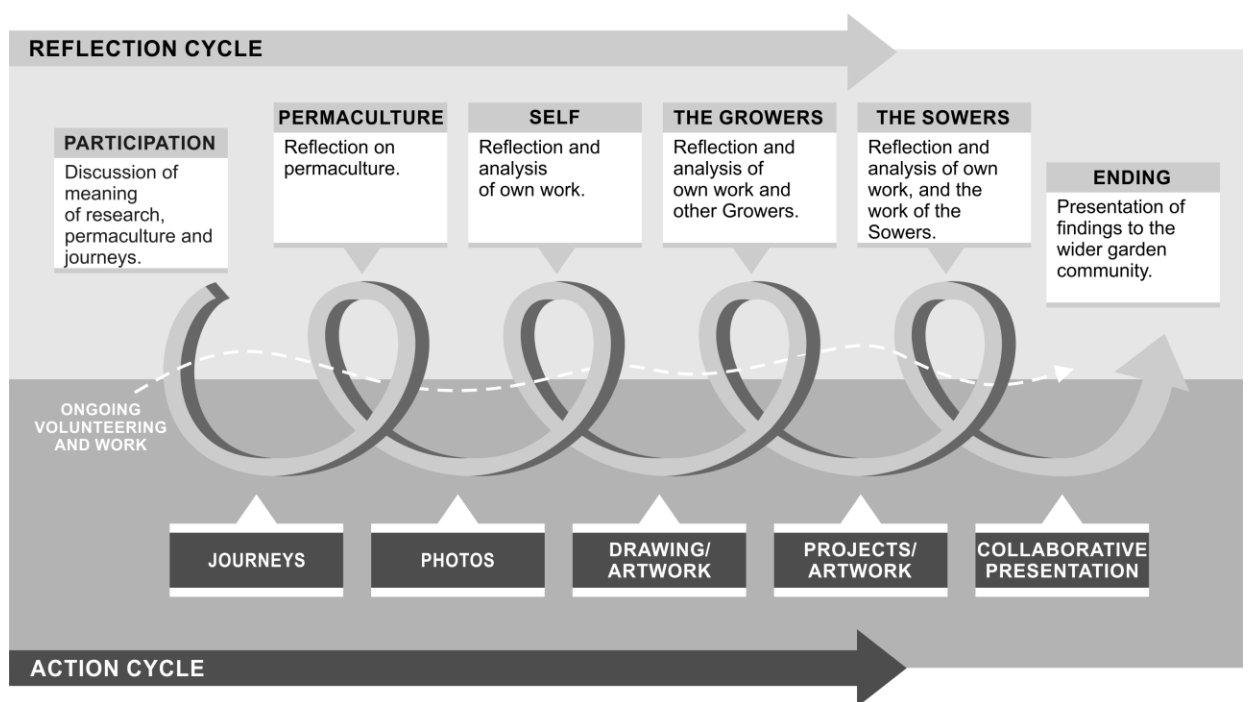 REFLECTION CYCLE
PARTICIPATION
Discussion of
meaning
of research,
permaculture and
journeys.
PERMACULTURE
Reflection on
permaculture.
SELF
Reflection and
analysis
of own work.
THE GROWERS
Reflection and
analysis of
own work and
other Growers.
THE SOWERS
Reflection and
analysis of own
work, and the
work of the
Sowers.
ENDING
Presentation of
findings to the
wider garden
community.
ONGOING
VOLUNTEERING
AND WORK
JOURNEYS
PHOTOS
DRAWING/
ARTWORK
PROJECTS/
ARTWORK
COLLABORATIVE
PRESENTATION
ACTION CYCLE